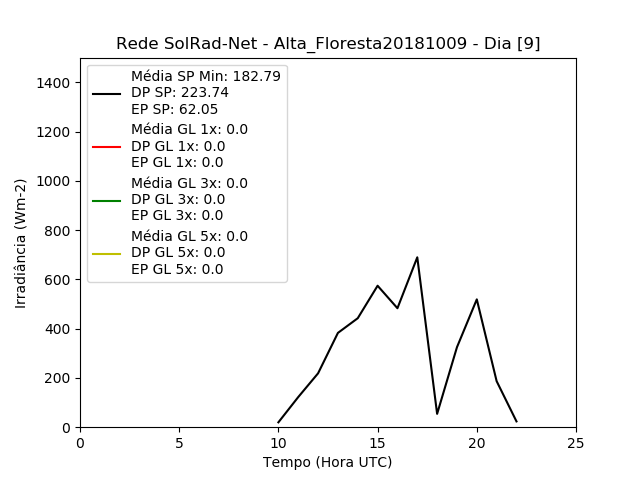 Rede SolRad-Net - Alta_Floresta20181009 - Dia [9]
1400
1200
1000
800
600
400
200
0
Irradiância (Wm-2)
Média SP Min: 182.79
DP SP: 223.74
EP SP: 62.05
Média GL 1x: 0.0
DP GL 1x: 0.0
EP GL 1x: 0.0
Média GL 3x: 0.0
DP GL 3x: 0.0
EP GL 3x: 0.0
Média GL 5x: 0.0
DP GL 5x: 0.0
EP GL 5x: 0.0
0 5 10 15 20 25
Tempo (Hora UTC)